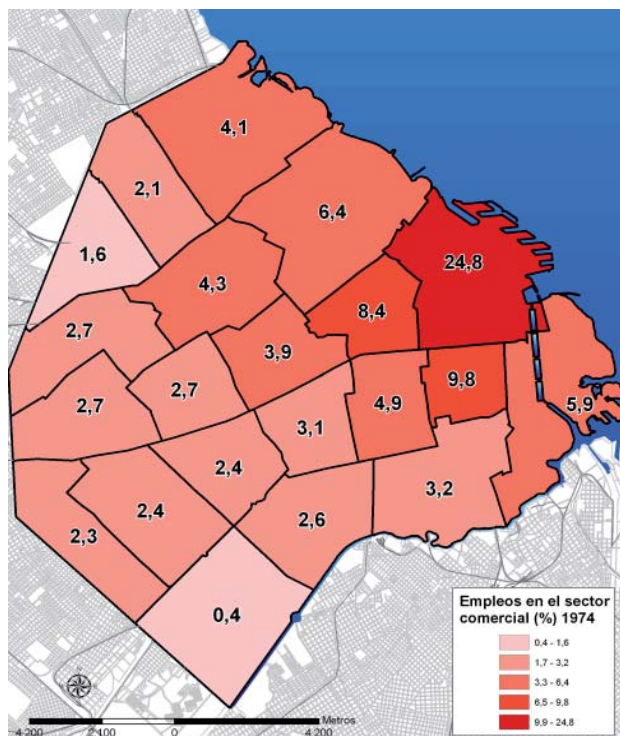 4,1
2,1
6,4
1,6
24,8
4,3
8,4
2,7
3,9
2,7
9,8
2,7
4,9
5,9
3,1
2,4
3,2
2,4
2,6
2,3
0,4
Empleos en el sector
comercial (%) 1974
0,4 - 1,6
1,7 - 3,2
3,3 - 6,4
6,5 - 9,8
9,9 - 24,8
4 200 2 100 0 4 200
Metros